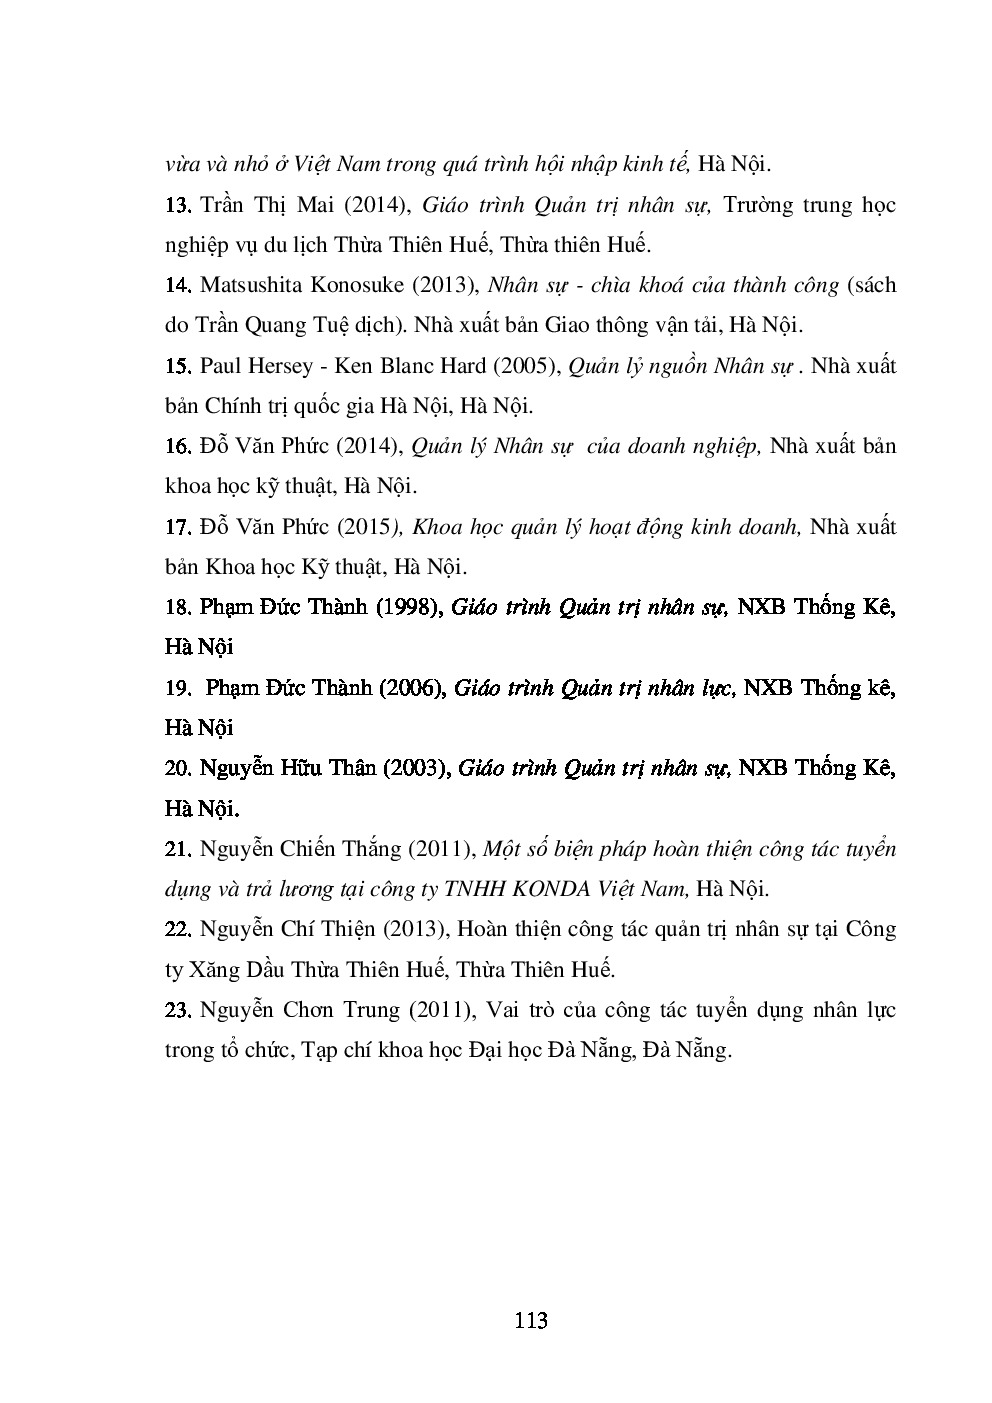 vừa và nhỏ ở Việt Nam trong quá trình hội nhập kinh tế, Hà Nội.
13. Trần Thị Mai (2014), Giáo trình Quản trị nhân sự, Trường trung học
nghiệp vụ du lịch Thừa Thiên Huế, Thừa thiên Huế.
14. Matsushita Konosuke (2013), Nhân sự - chìa khoá của thành công (sách
do Trần Quang Tuệ dịch). Nhà xuất bản Giao thông vận tải, Hà Nội.
15. Paul Hersey - Ken Blanc Hard (2005), Quản lỷ nguồn Nhân sự . Nhà xuất
bản Chính trị quốc gia Hà Nội, Hà Nội.
16. Đỗ Văn Phức (2014), Quản lý Nhân sự  của doanh nghiệp, Nhà xuất bản
khoa học kỹ thuật, Hà Nội.
17. Đỗ Văn Phức (2015), Khoa học quản lý hoạt động kinh doanh, Nhà xuất
bản Khoa học Kỹ thuật, Hà Nội.
18. Phạm Đức Thành (1998), Giáo trình Quản trị nhân sự, NXB Thống Kê,
Hà Nội
19.  Phạm Đức Thành (2006), Giáo trình Quản trị nhân lực, NXB Thống kê,
Hà Nội
20. Nguyễn Hữu Thân (2003), Giáo trình Quản trị nhân sự, NXB Thống Kê,
Hà Nội.
21. Nguyễn Chiến Thắng (2011), Một số biện pháp hoàn thiện công tác tuyển
dụng và trả lương tại công ty TNHH KONDA Việt Nam, Hà Nội.
22. Nguyễn Chí Thiện (2013), Hoàn thiện công tác quản trị nhân sự tại Công
ty Xăng Dầu Thừa Thiên Huế, Thừa Thiên Huế.
23. Nguyễn Chơn Trung (2011), Vai trò của công tác tuyển dụng nhân lực
trong tổ chức, Tạp chí khoa học Đại học Đà Nẵng, Đà Nẵng.
113